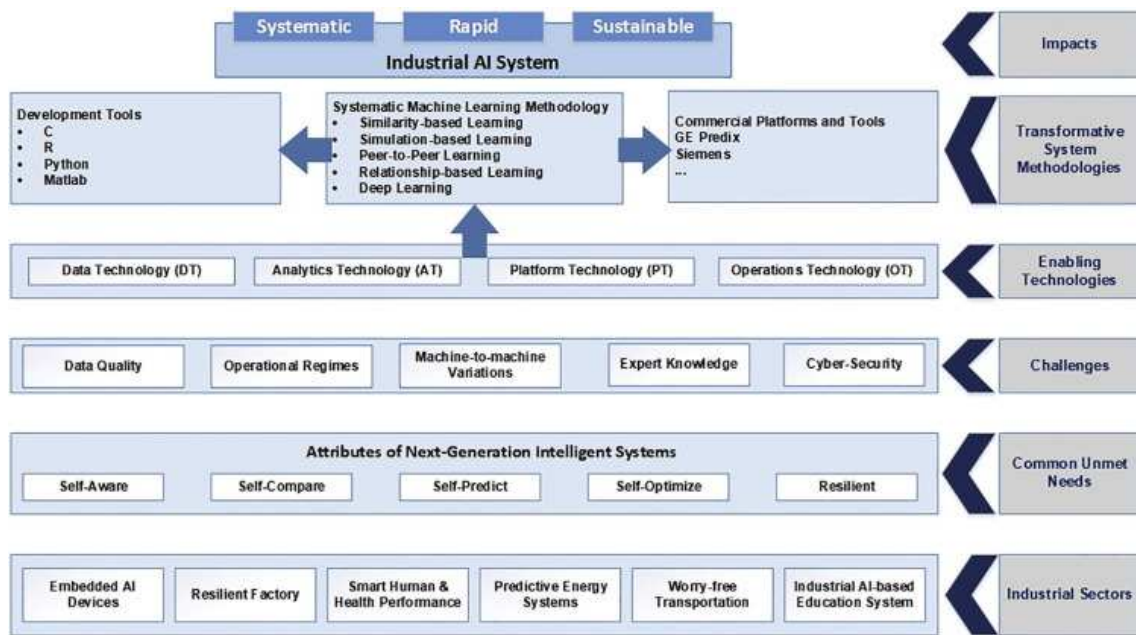 Systematic
Rapid
Sustainable
Industrial AI System
Impacts
Development Tools
• C
• R
• Python
• Matlab
Systematic Machine Learning Methodology
• Similarity-based Learning
• Simulation-based Learning
• Peer-to-Peer Learning
• Relationship-based Learning
• Deep Learning
Commercial Platforms and Tools
GE Predix
Siemens
...
Transformative
System
Methodologies
Data Technology (DT)
Analytics Technology (AT)
Platform Technology (PT)
Operations Technology (OT)
Enabling
Technologies
Data Quality
Operational Regimes
Machine-to-machine
Variations
Expert Knowledge
Cyber-Security
Challenges
Attributes of Next-Generation Intelligent Systems
Self-Aware
Self-Compare
Self-Predict
Self-Optimize
Resilient
Common Unmet
Needs
Embedded AI
Devices
Resilient Factory
Smart Human &
Health Performance
Predictive Energy
Systems
Worry-free
Transportation
Industrial AI-based
Education System
Industrial Sectors